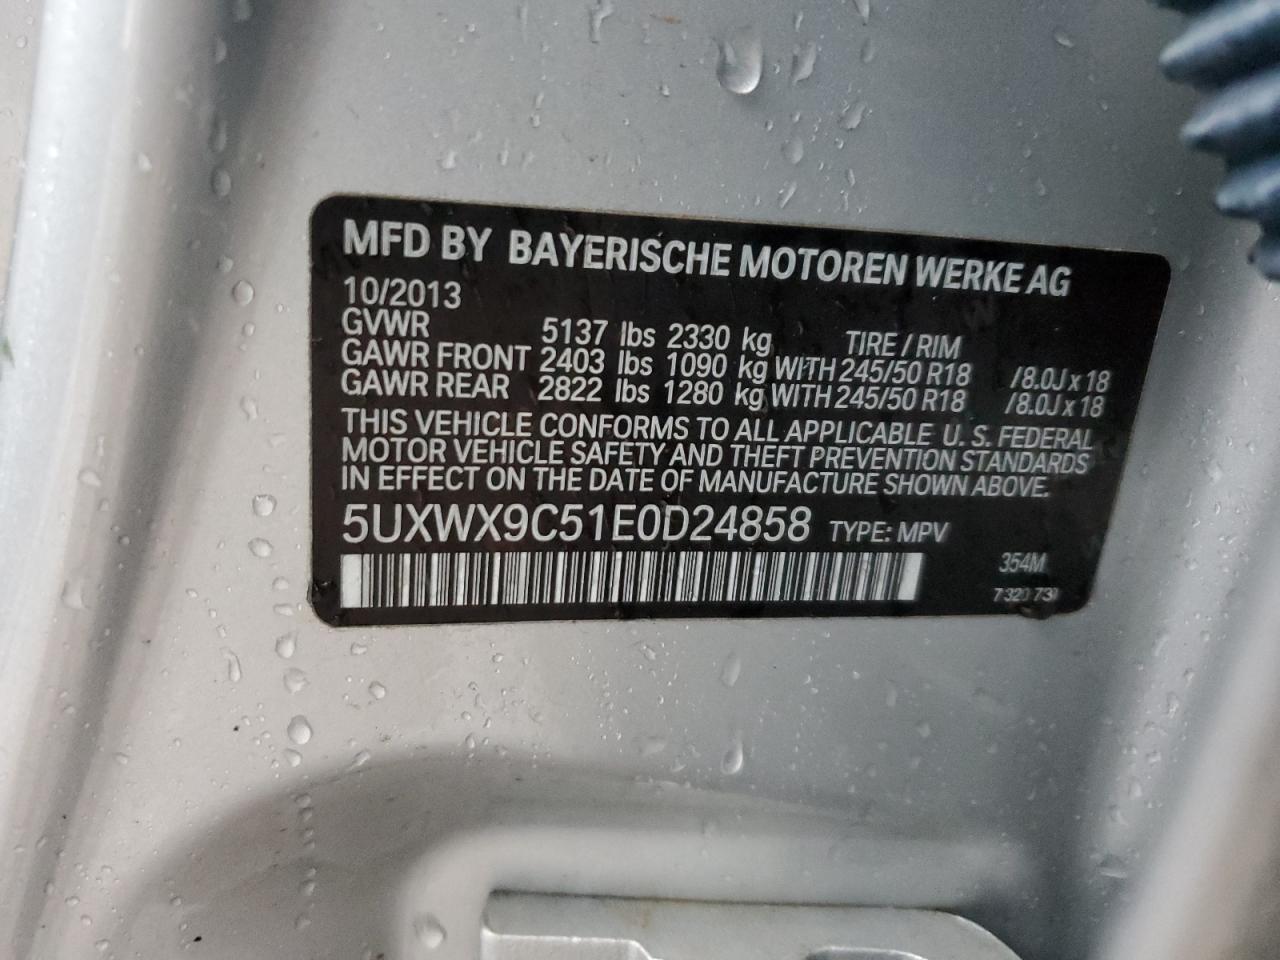 MFD BY BAYERISCHE MOTOREN WERKE AG
10/2013
GVWR 5137 lbs 2330 kg TIRE / RIM
GAWR FRONT 2403 lbs 1090 kg WITH 245/50 R18 /8.0J x 18
GAWR REAR 2822 lbs 1280 kg WITH 245/50 R18 /8.0J x 18
THIS VEHICLE CONFORMS TO ALL APPLICABLE U. S. FEDERAL
MOTOR VEHICLE SAFETY AND THEFT PREVENTION STANDARDS
IN EFFECT ON THE DATE OF MANUFACTURE SHOWN ABOVE.
5UXWX9C51E0D24858 TYPE: MPV
354M